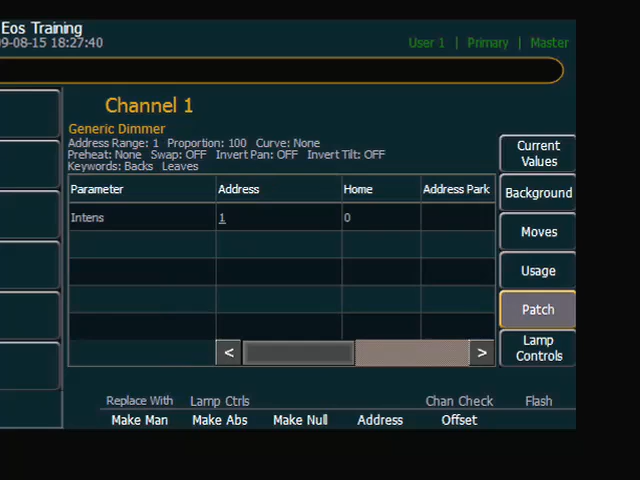 Eos Training
9-08-15 18:27:40
User 1 | Primary | Master
Channel 1
Generic Dimmer
Address Range: 1 Proportion: 100 Curve: None
Preheat: None Swap: OFF Invert Pan: OFF Invert Tilt: OFF
Keywords: Backs Leaves
Parameter Address Home Address Park
Intens 1 0
< >
Current Values
Background
Moves
Usage
Patch
Lamp Controls
Replace With Lamp Ctrls Chan Check Flash
Make Man Make Abs Make Null Address Offset